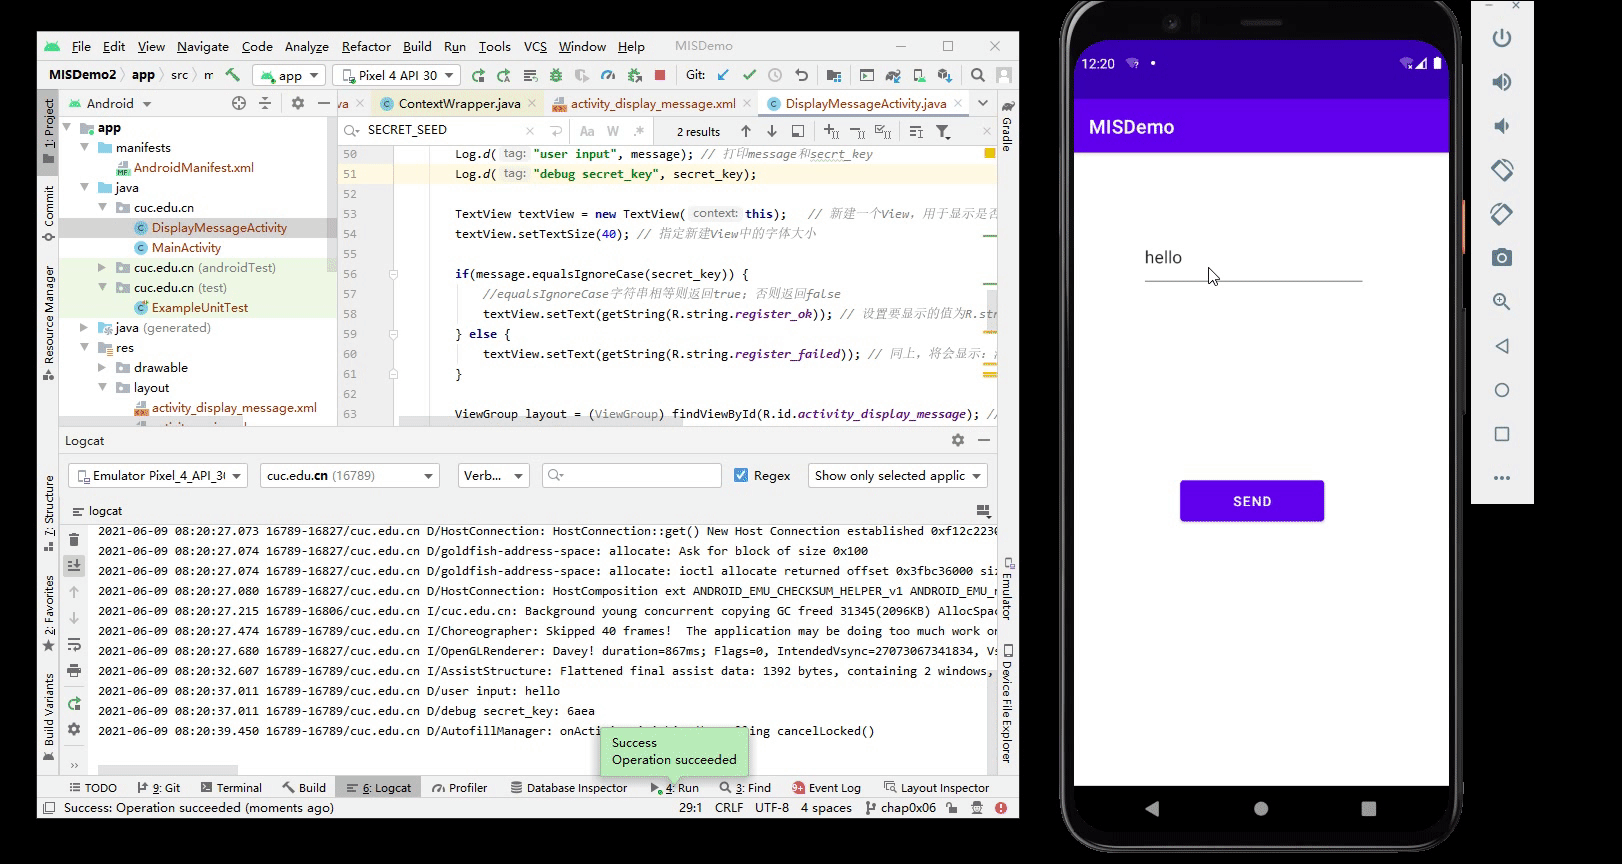 File Edit View Navigate Code Analyze Refactor Build Run Tools VCS Window Help MISDemo
MISDemo2 app src m app Pixel 4 API 30 Git:
Android
va ContextWrapper.java activity_display_message.xml DisplayMessageActivity.java
SECRET_SEED Aa W .* 2 results
app
manifests
AndroidManifest.xml
java
cuc.edu.cn
DisplayMessageActivity
MainActivity
cuc.edu.cn (androidTest)
cuc.edu.cn (test)
ExampleUnitTest
java (generated)
res
drawable
layout
activity_display_message.xml
50 Log.d( tag: "user input", message); // 打印message和secrt_key
51 Log.d( tag: "debug secret_key", secret_key);
52
53 TextView textView = new TextView( context: this); // 新建一个View，用于显示是否
54 textView.setTextSize(40); // 指定新建View中的字体大小
55
56 if(message.equalsIgnoreCase(secret_key)) {
57 //equalsIgnoreCase字符串相等则返回true；否则返回false
58 textView.setText(getString(R.string.register_ok)); // 设置要显示的值为R.str
59 } else {
60 textView.setText(getString(R.string.register_failed)); // 同上，将会显示：
61 }
62
63 ViewGroup layout = (ViewGroup) findViewById(R.id.activity_display_message); //
1: Project
Commit
Resource Manager
7: Structure
2: Favorites
Build Variants
Gradle
Emulator
Device File Explorer
Logcat
Emulator Pixel_4_API_3 cuc.edu.cn (16789) Verb... Regex Show only selected applic
logcat
2021-06-09 08:20:27.073 16789-16827/cuc.edu.cn D/HostConnection: HostConnection::get() New Host Connection established 0xf12c2230
2021-06-09 08:20:27.074 16789-16827/cuc.edu.cn D/goldfish-address-space: allocate: Ask for block of size 0x100
2021-06-09 08:20:27.074 16789-16827/cuc.edu.cn D/goldfish-address-space: allocate: ioctl allocate returned offset 0x3fbc36000 siz
2021-06-09 08:20:27.080 16789-16827/cuc.edu.cn D/HostConnection: HostComposition ext ANDROID_EMU_CHECKSUM_HELPER_v1 ANDROID_EMU_
2021-06-09 08:20:27.215 16789-16806/cuc.edu.cn I/cuc.edu.cn: Background young concurrent copying GC freed 31345(2096KB) AllocSpac
2021-06-09 08:20:27.474 16789-16789/cuc.edu.cn I/Choreographer: Skipped 40 frames! The application may be doing too much work on
2021-06-09 08:20:27.680 16789-16827/cuc.edu.cn I/OpenGLRenderer: Davey! duration=867ms; Flags=0, IntendedVsync=27073067341834, Vs
2021-06-09 08:20:32.607 16789-16789/cuc.edu.cn I/AssistStructure: Flattened final assist data: 1392 bytes, containing 2 windows,
2021-06-09 08:20:37.011 16789-16789/cuc.edu.cn D/user input: hello
2021-06-09 08:20:37.011 16789-16789/cuc.edu.cn D/debug secret_key: 6aea
2021-06-09 08:20:39.450 16789-16789/cuc.edu.cn D/AutofillManager: onActi ing cancelLocked()
Success
Operation succeeded
TODO 9: Git Terminal Build 6: Logcat Profiler Database Inspector 4: Run 3: Find Event Log Layout Inspector
Success: Operation succeeded (moments ago) 29:1 CRLF UTF-8 4 spaces chap0x06
12:20
MISDemo
hello
SEND